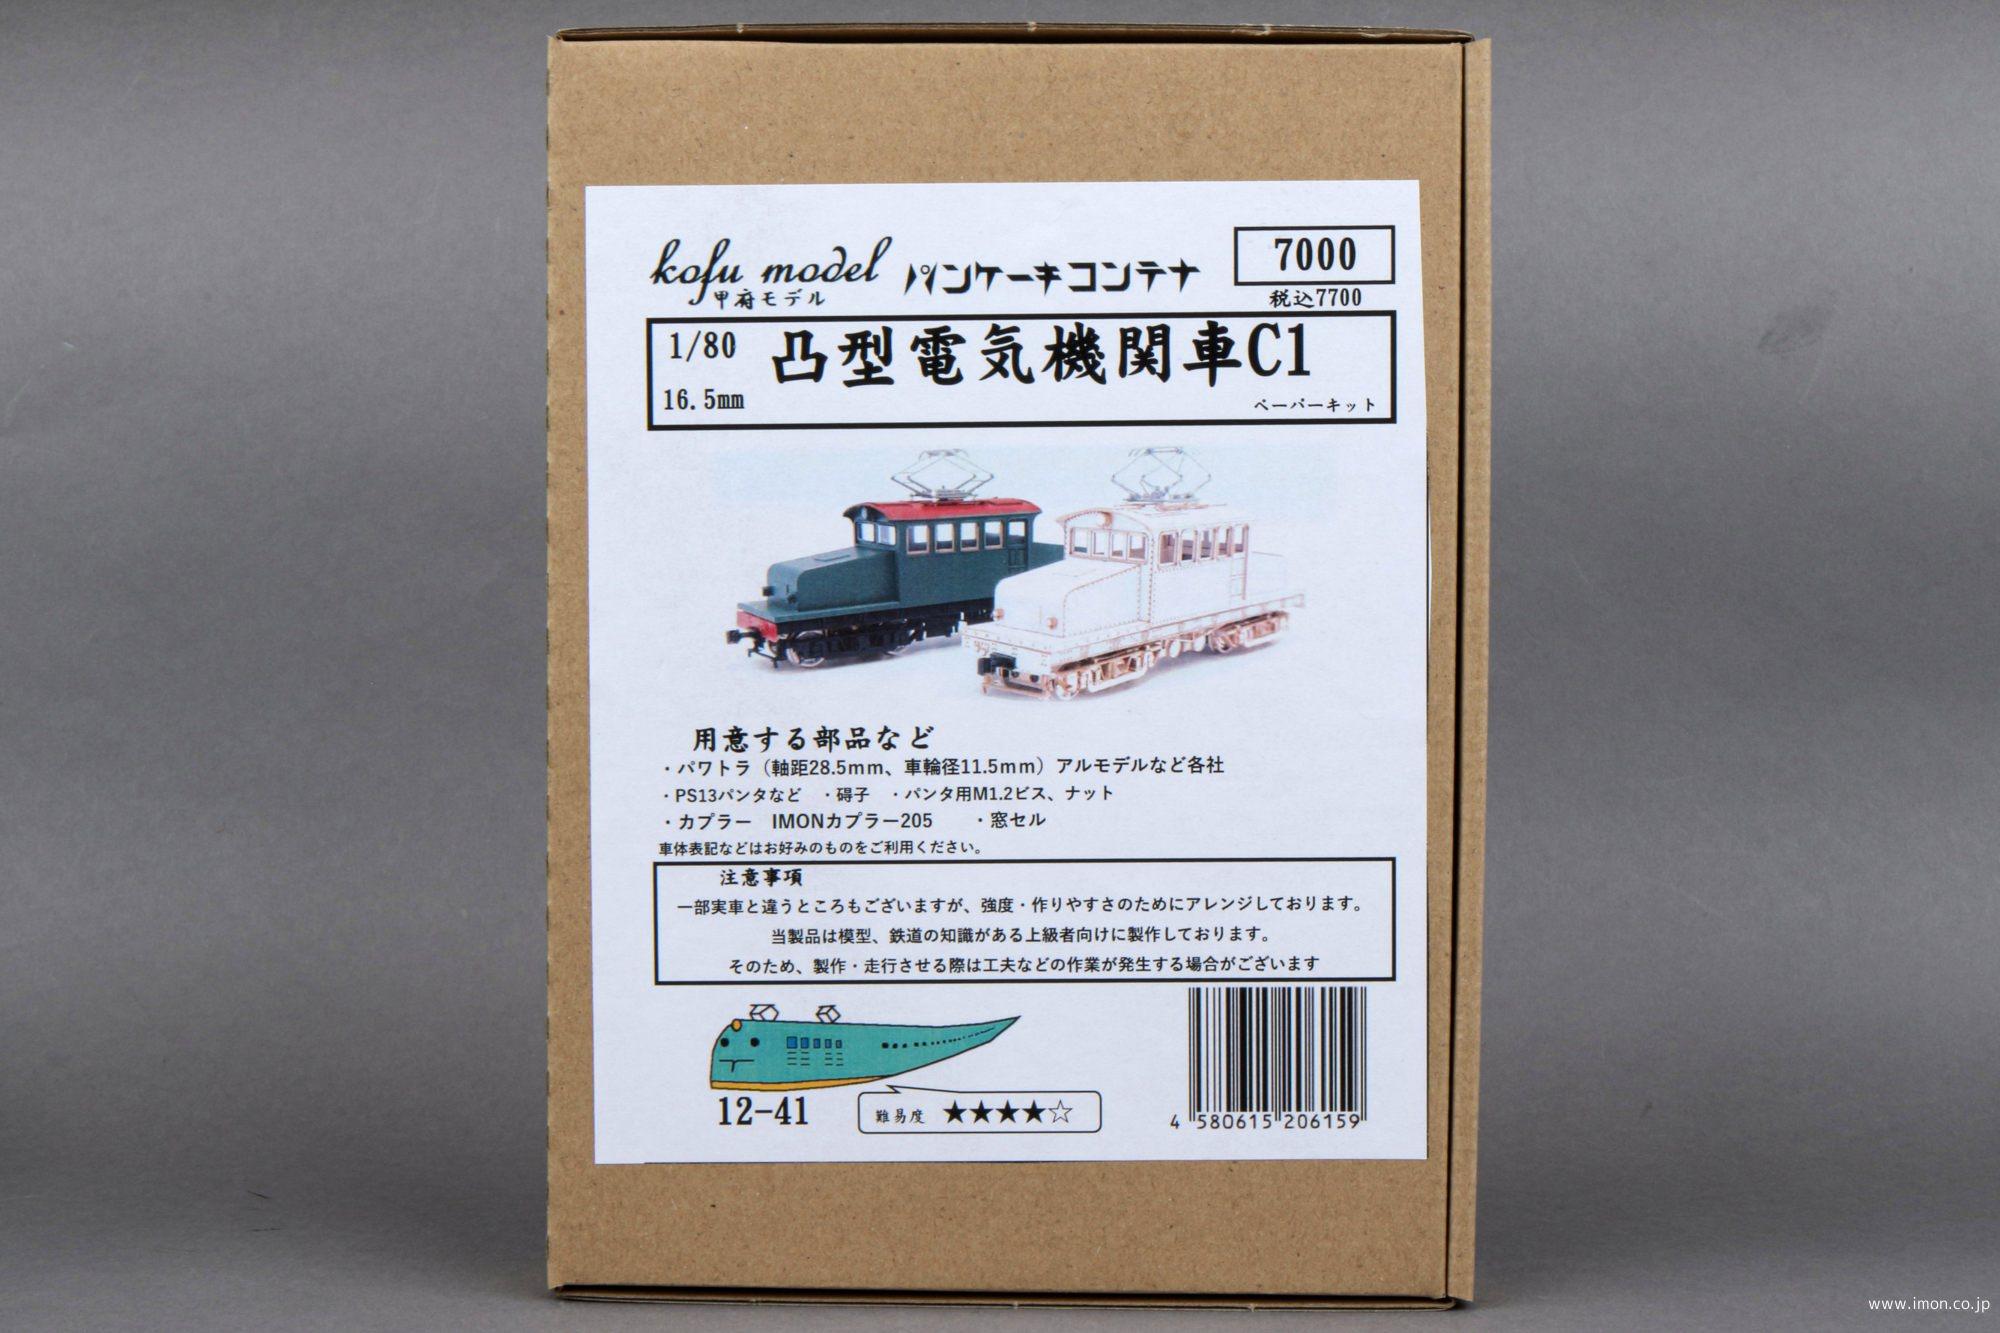 kofu model パンケーキコンテナ 7000
甲府モデル
税込7700
1/80 凸型電気機関車C1
16.5mm ペーパーキット
用意する部品など
・パワトラ（軸距28.5mm、車輪径11.5mm）アルモデルなど各社
・PS13パンタなど ・碍子 ・パンタ用M1.2ビス、ナット
・カプラー IMONカプラー205 ・窓セル
車体表記などはお好みのものをご利用ください。
注意事項
一部実車と違うところもございますが、強度・作りやすさのためにアレンジしております。
当製品は模型、鉄道の知識がある上級者向けに製作しております。
そのため、製作・走行させる際は工夫などの作業が発生する場合がございます
12-41
難易度 ★★★★☆
4 580615 206159
www.imon.co.jp